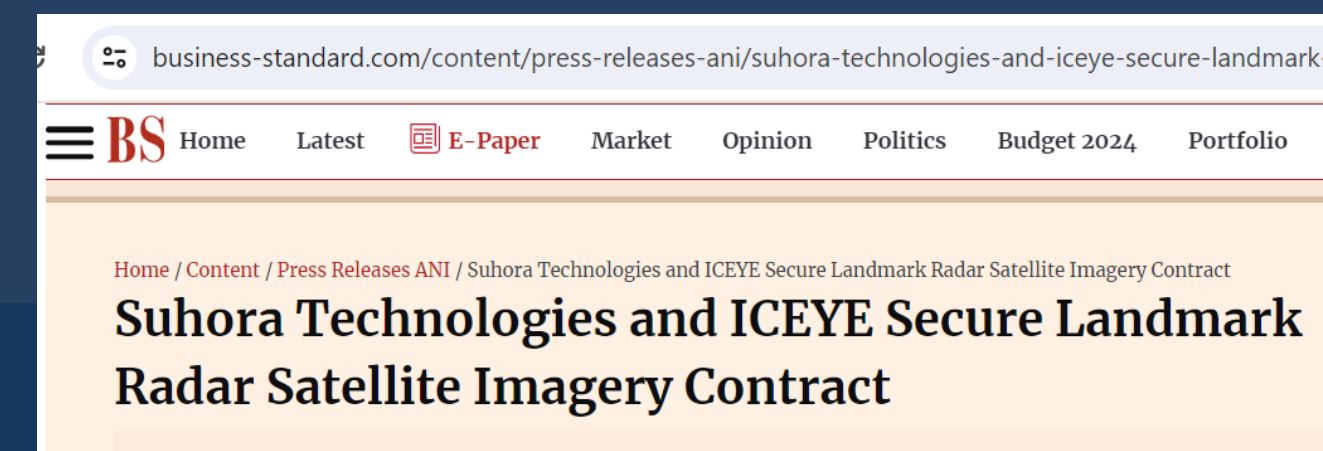 business-standard.com/content/press-releases-ani/suhora-technologies-and-iceye-secure-landmark-
BS Home Latest E-Paper Market Opinion Politics Budget 2024 Portfolio
Home / Content / Press Releases ANI / Suhora Technologies and ICEYE Secure Landmark Radar Satellite Imagery Contract
Suhora Technologies and ICEYE Secure Landmark
Radar Satellite Imagery Contract